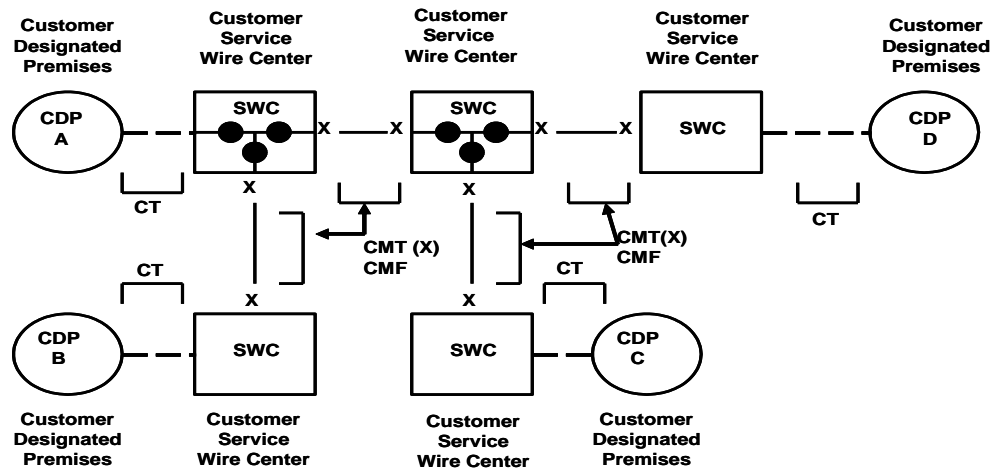 Customer
Designated
Premises
Customer
Service
Wire Center
Customer
Service
Wire Center
Customer
Service
Wire Center
Customer
Designated
Premises
CDP
A
SWC
X
X
SWC
X
X
SWC
CDP
D
CT
X
X
CT
CMT (X)
CMF
CMT(X)
CMF
CT
CT
X
X
CDP
B
SWC
SWC
CDP
C
Customer
Designated
Premises
Customer
Service
Wire Center
Customer
Service
Wire Center
Customer
Designated
Premises